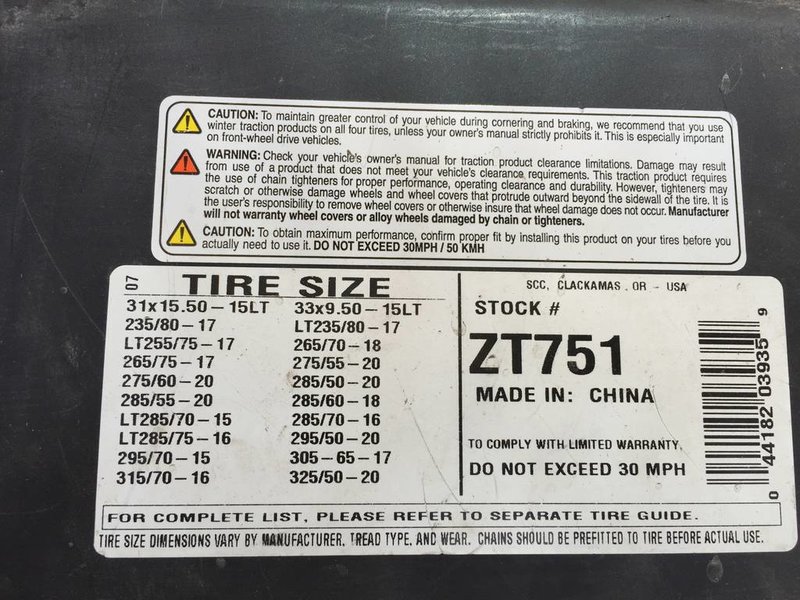 CAUTION: To maintain greater control of your vehicle during cornering and braking, we recommend that you use
winter traction products on all four tires, unless your owner's manual strictly prohibits it. This is especially important
on front-wheel drive vehicles.
WARNING: Check your vehicle's owner's manual for traction product clearance limitations. Damage may result
from use of a product that does not meet your vehicle's clearance requirements. This traction product requires
the use of chain tighteners for proper performance, operating clearance and durability. However, tighteners may
scratch or otherwise damage wheels and wheel covers that protrude outward beyond the sidewall of the tire. It is
the user's responsibility to remove wheel covers or otherwise insure that wheel damage does not occur. Manufacturer
will not warranty wheel covers or alloy wheels damaged by chain or tighteners.
CAUTION: To obtain maximum performance, confirm proper fit by installing this product on your tires before you
actually need to use it. DO NOT EXCEED 30MPH / 50 KMH
07 TIRE SIZE
31x15.50-15LT 33x9.50-15LT
235/80-17 LT235/80-17
LT255/75-17 265/70-18
265/75-17 275/55-20
275/60-20 285/50-20
285/55-20 285/60-18
LT285/70-15 285/70-16
LT285/75-16 295/50-20
295/70-15 305-65-17
315/70-16 325/50-20
SCC, CLACKAMAS, OR - USA
STOCK #
ZT751
MADE IN: CHINA
TO COMPLY WITH LIMITED WARRANTY,
DO NOT EXCEED 30 MPH
0 44182 03935 9
FOR COMPLETE LIST, PLEASE REFER TO SEPARATE TIRE GUIDE.
TIRE SIZE DIMENSIONS VARY BY MANUFACTURER, TREAD TYPE, AND WEAR. CHAINS SHOULD BE PREFITTED TO TIRE BEFORE ACTUAL USE.